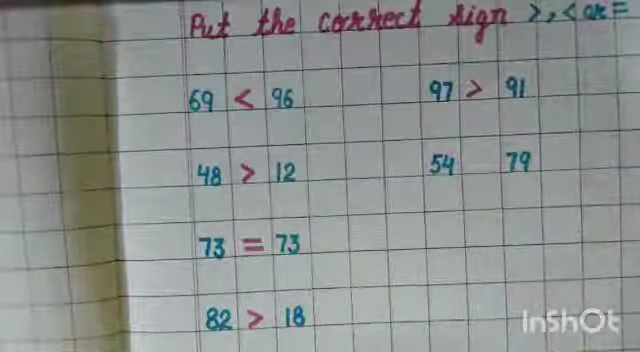 Put the correct sign >, < or =
69 < 96 97 > 91
48 > 12 54 79
73 = 73
82 > 18
InShOt